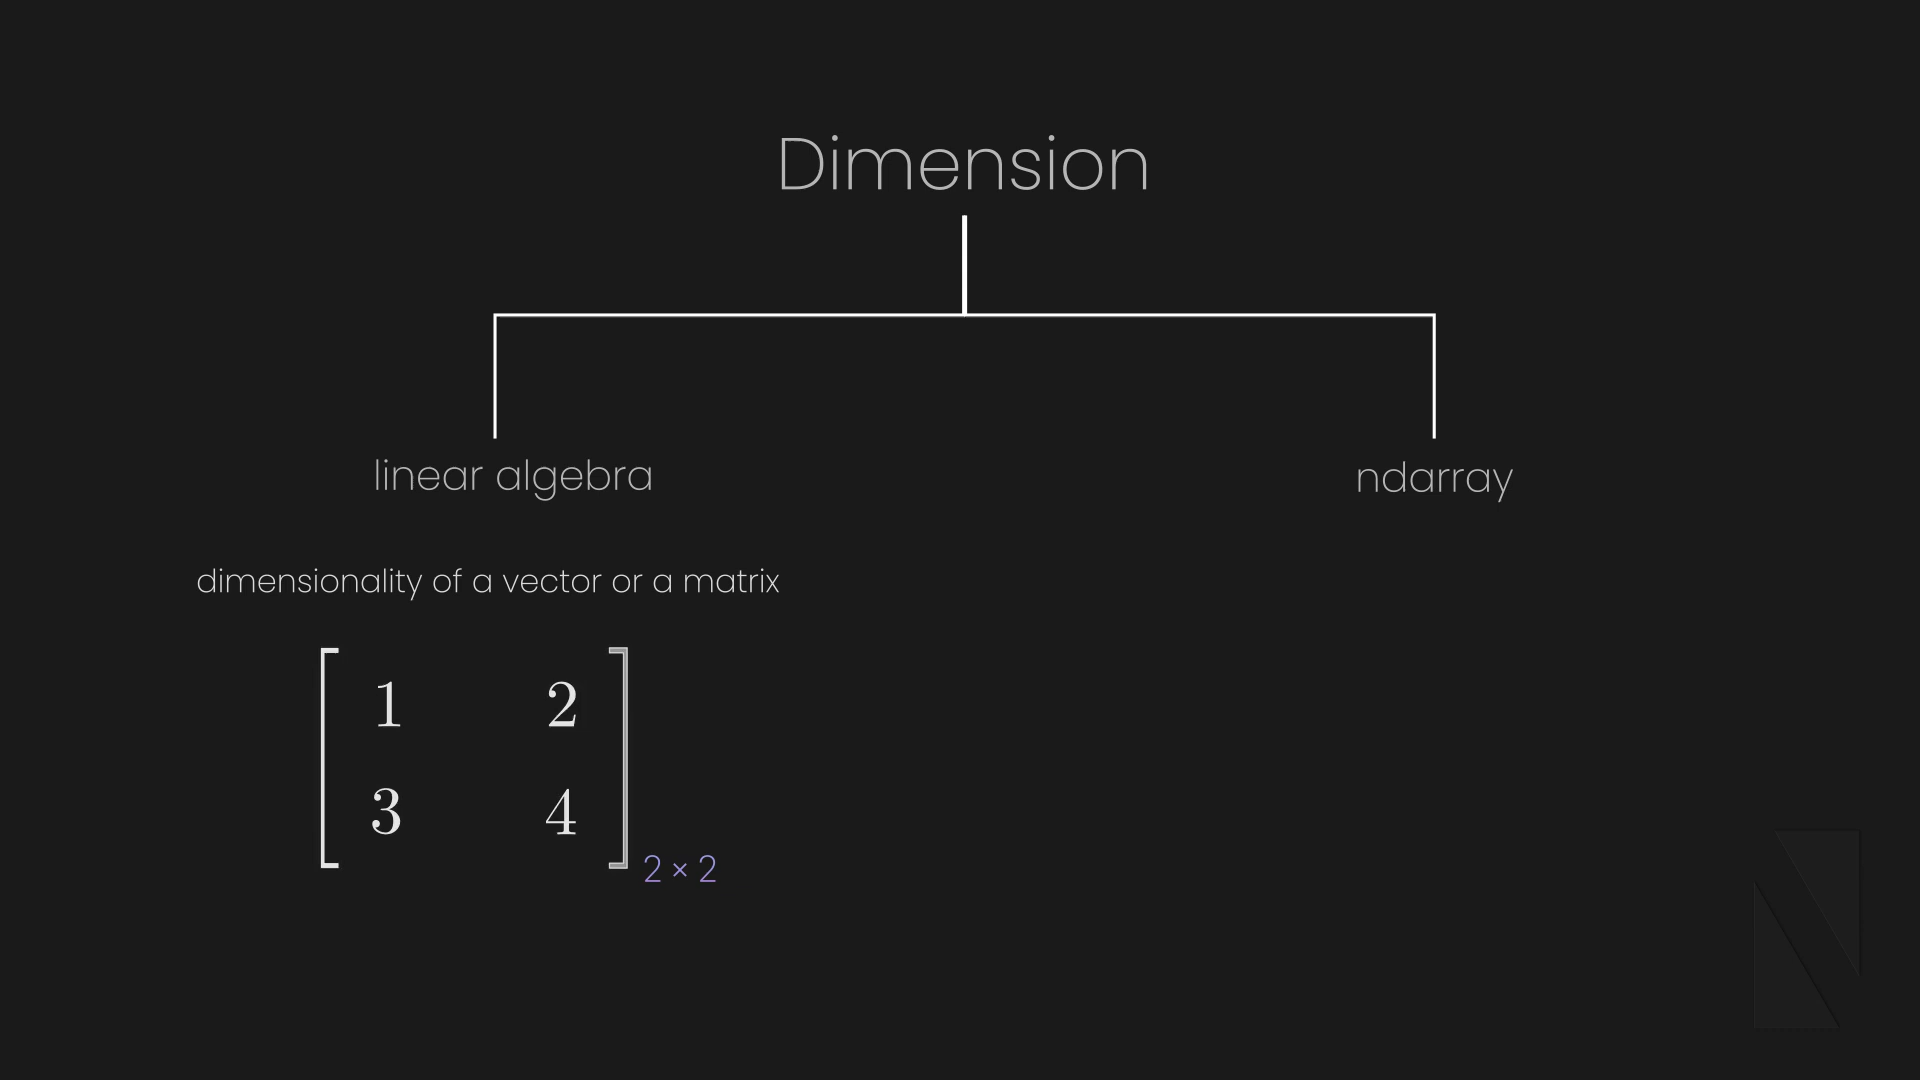 Dimension
linear algebra
ndarray
dimensionality of a vector or a matrix
1 2
3 4
2 × 2